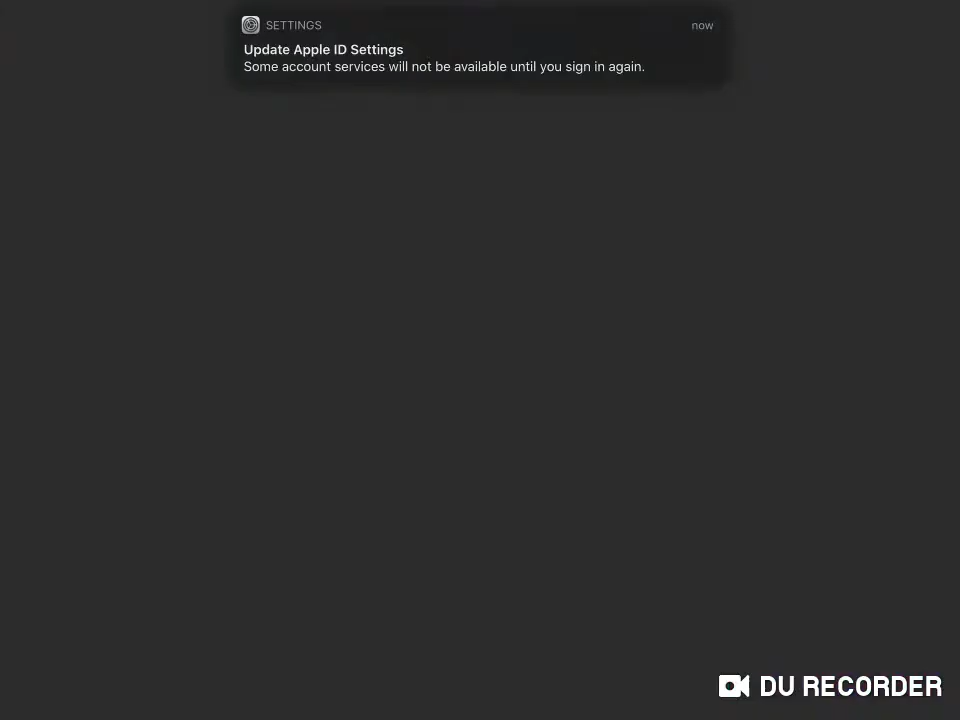 SETTINGS now
Update Apple ID Settings
Some account services will not be available until you sign in again.
DU RECORDER